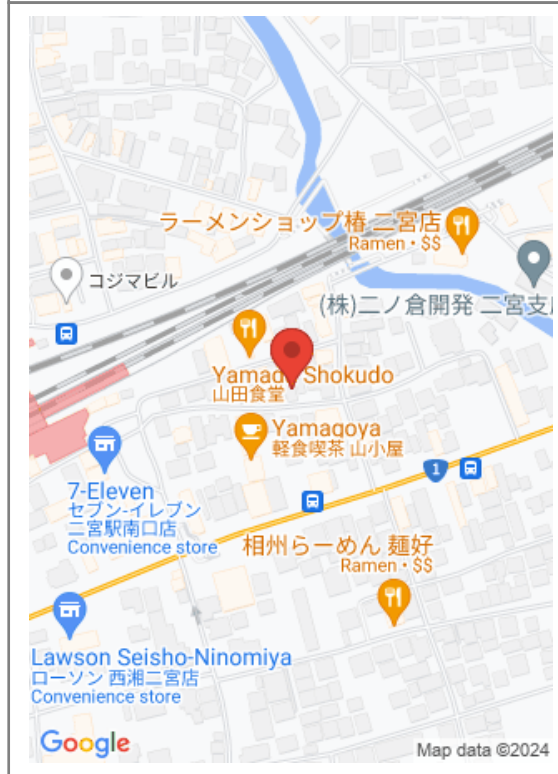 ラーメンショップ椿 二宮店
Ramen • $$
コジマビル
(株)二ノ倉開発 二宮支
Yamada Shokudo
山田食堂
Yamagoya
軽食喫茶 山小屋
1
7-Eleven
セブン-イレブン
二宮駅南口店
Convenience store
相州らーめん 麺好
Ramen • $$
Lawson Seisho-Ninomiya
ローソン 西湘二宮店
Convenience store
Google
Map data ©2024